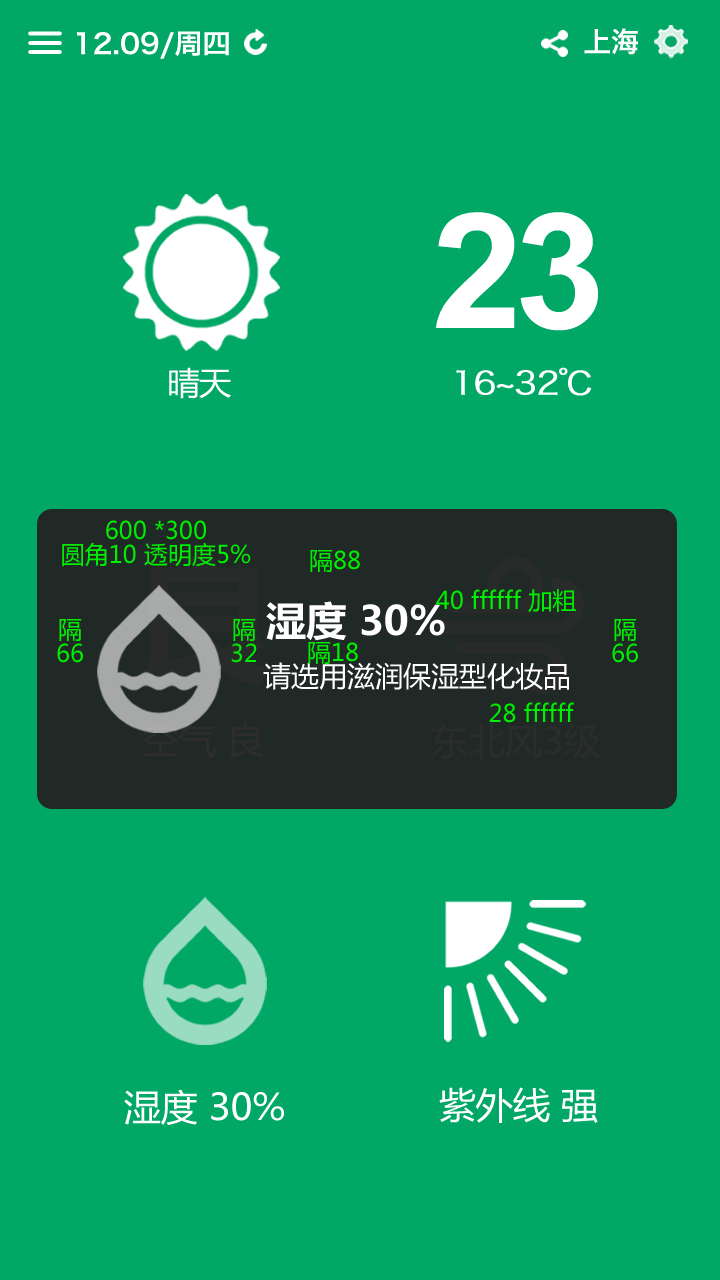 12.09/周四
上海
23
晴天
16~32℃
600 *300
圆角10 透明度5%
隔88
40 ffffff 加粗
湿度 30%
隔
66
隔
32
隔18
隔
66
请选用滋润保湿型化妆品
28 ffffff
空气 良
东北风3级
湿度 30%
紫外线 强